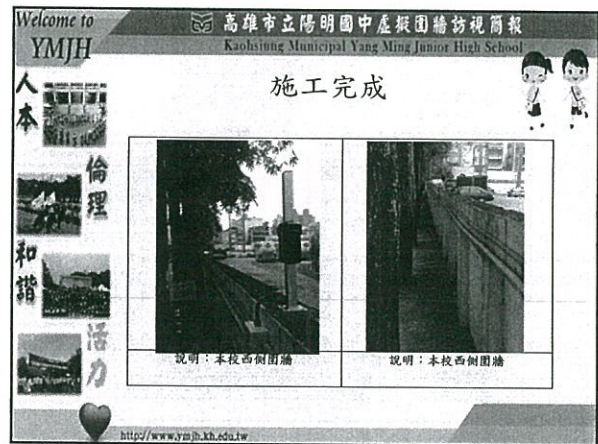 Welcome to
YMJH
高雄市立陽明國中虛擬圍牆訪視簡報
Kaohsiung Municipal Yang Ming Junior High School
施工完成
人本
倫理
和諧
活力
說明：本校西側圍牆
說明：本校西側圍牆
http://www.ymjh.kh.edu.tw